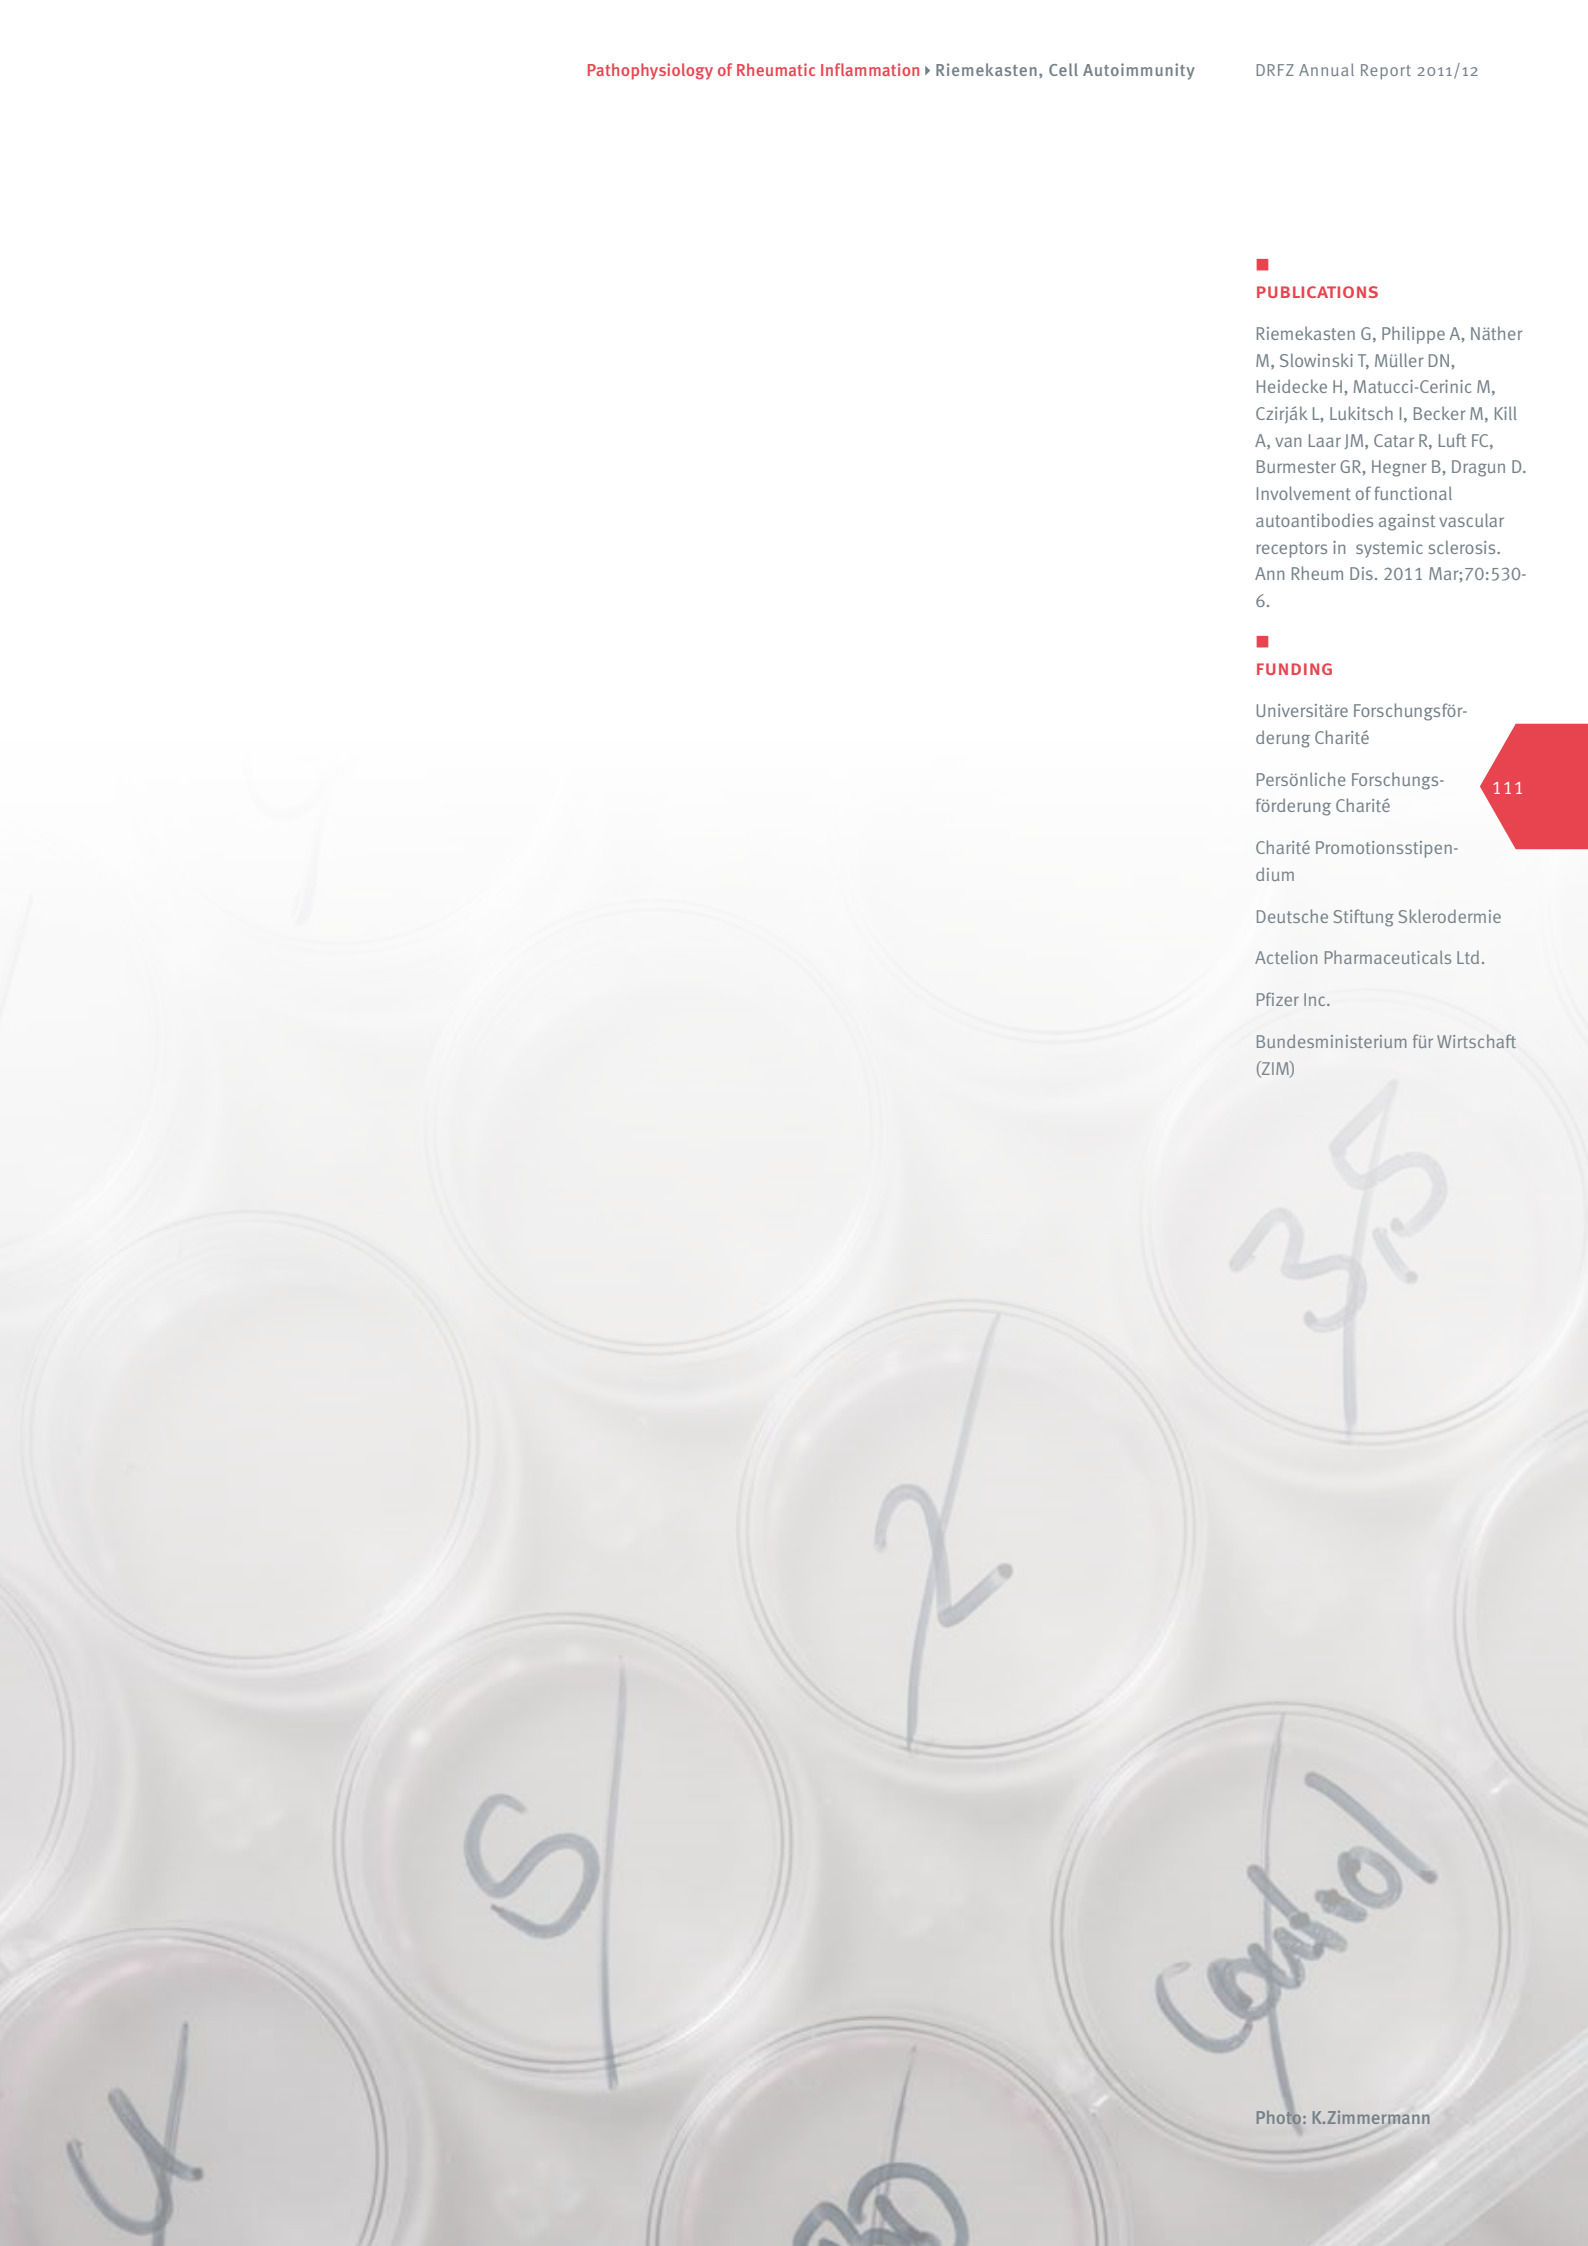 Pathophysiology of Rheumatic Inflammation ▸ Riemekasten, Cell Autoimmunity DRFZ Annual Report 2011/12
PUBLICATIONS
Riemekasten G, Philippe A, Näther
M, Slowinski T, Müller DN,
Heidecke H, Matucci-Cerinic M,
Czirják L, Lukitsch I, Becker M, Kill
A, van Laar JM, Catar R, Luft FC,
Burmester GR, Hegner B, Dragun D.
Involvement of functional
autoantibodies against vascular
receptors in systemic sclerosis.
Ann Rheum Dis. 2011 Mar;70:530-
6.
FUNDING
Universitäre Forschungsför-
derung Charité
Persönliche Forschungs-
förderung Charité
111
Charité Promotionsstipen-
dium
Deutsche Stiftung Sklerodermie
Actelion Pharmaceuticals Ltd.
Pfizer Inc.
Bundesministerium für Wirtschaft
(ZIM)
3,5
2
5
control
4
Photo: K.Zimmermann